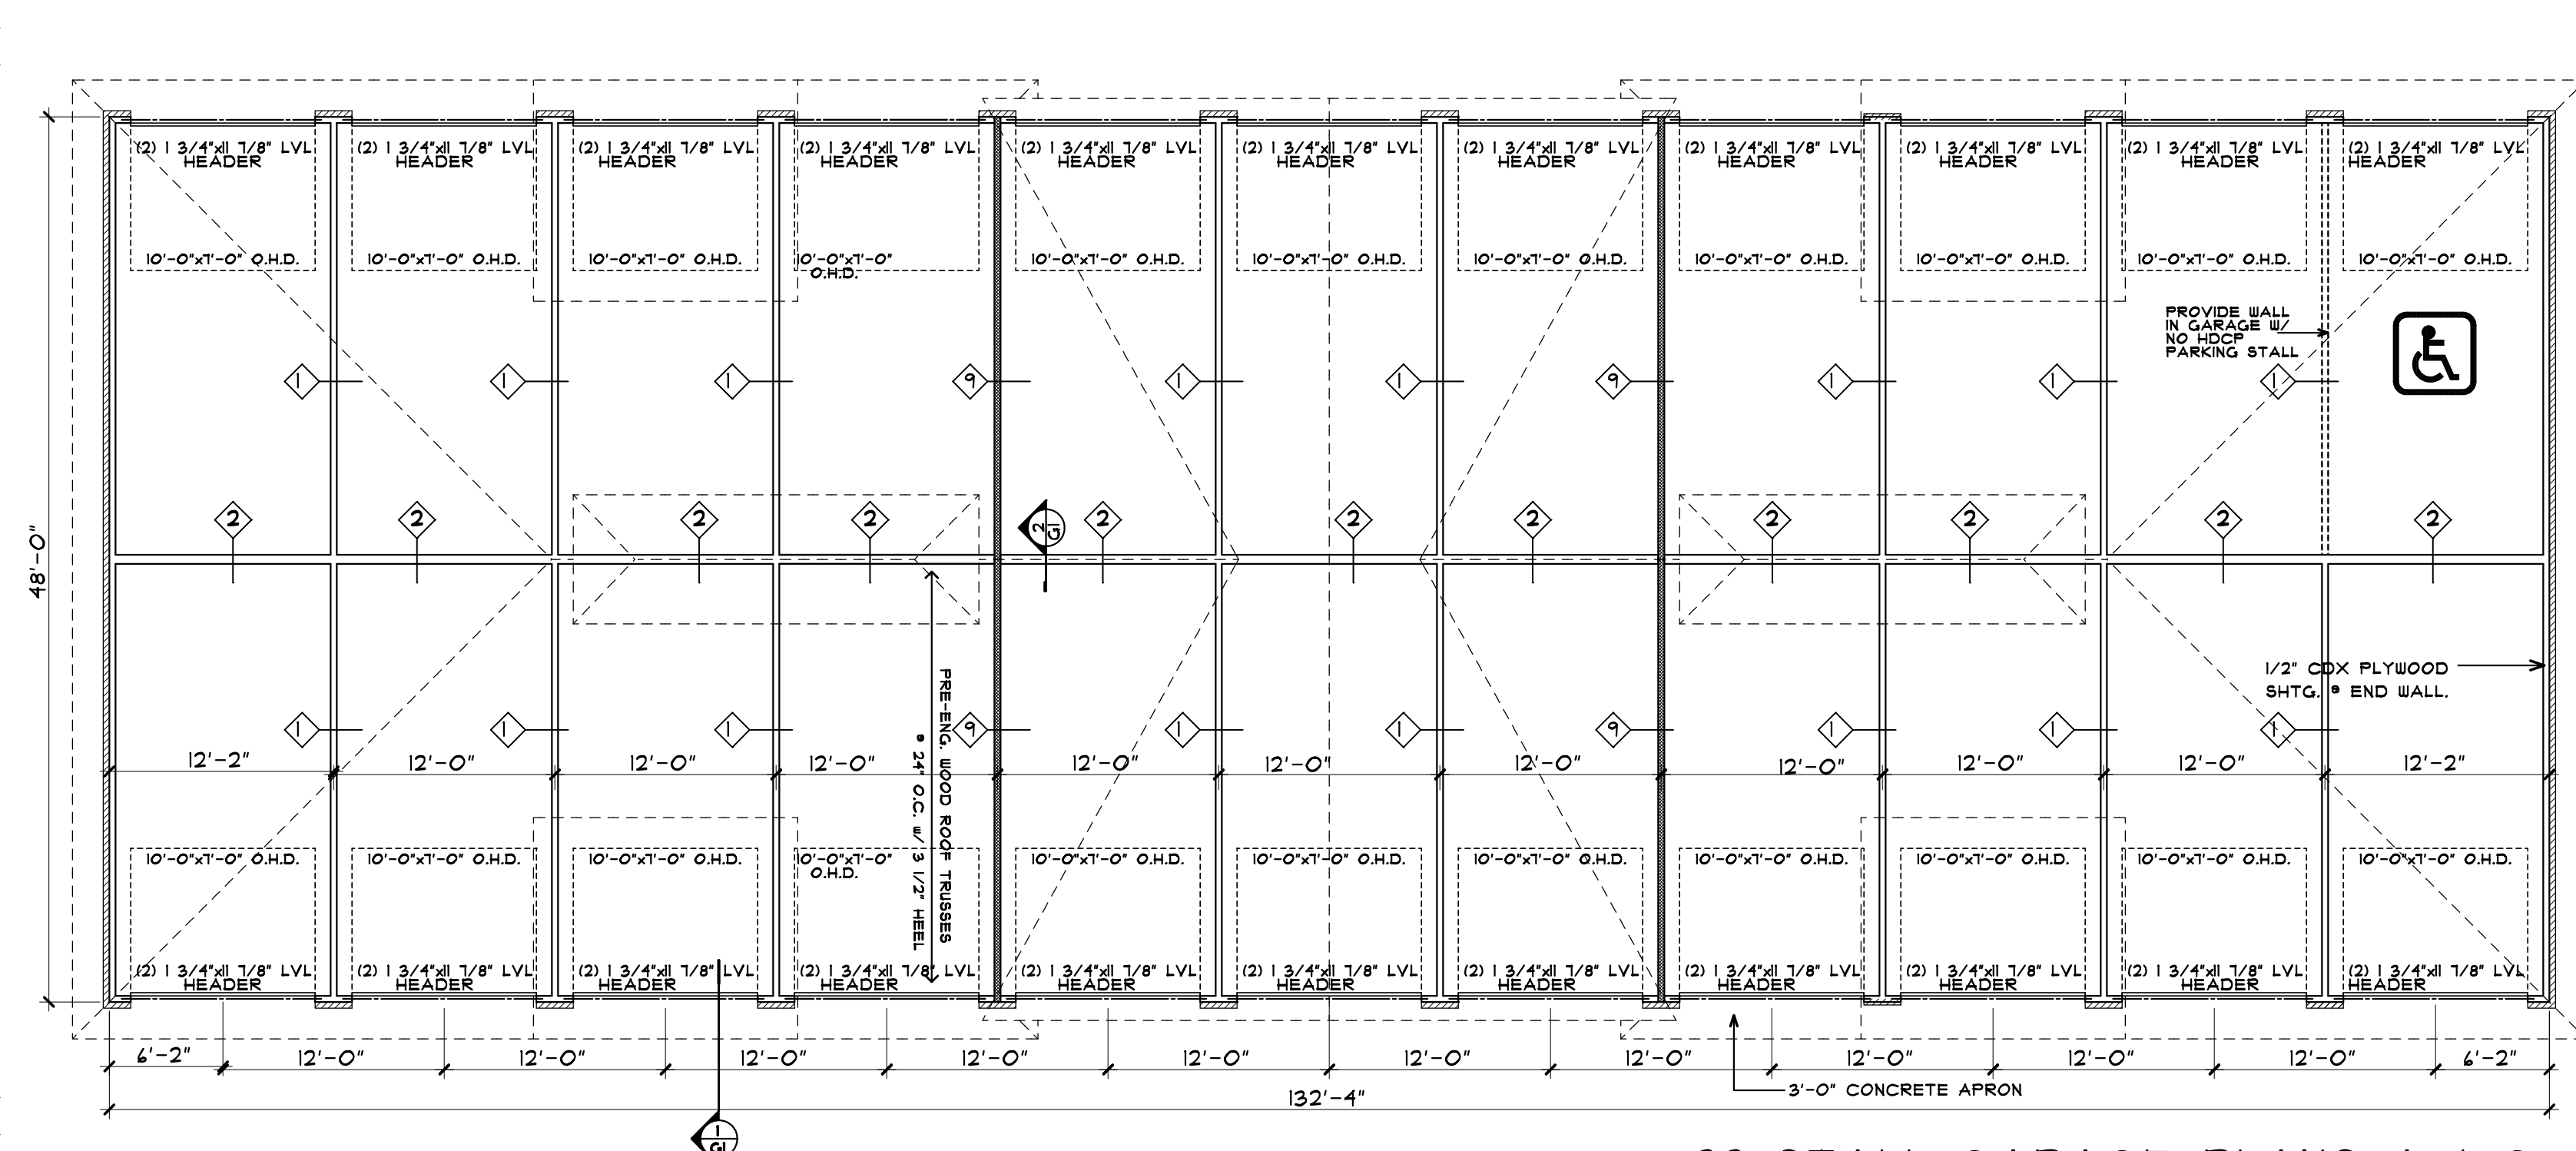 (2) 1 3/4"x11 7/8" LVL
HEADER
(2) 1 3/4"x11 7/8" LVL
HEADER
(2) 1 3/4"x11 7/8" LVL
HEADER
(2) 1 3/4"x11 7/8" LVL
HEADER
(2) 1 3/4"x11 7/8" LVL
HEADER
(2) 1 3/4"x11 7/8" LVL
HEADER
(2) 1 3/4"x11 7/8" LVL
HEADER
(2) 1 3/4"x11 7/8" LVL
HEADER
(2) 1 3/4"x11 7/8" LVL
HEADER
(2) 1 3/4"x11 7/8" LVL
HEADER
(2) 1 3/4"x11 7/8" LVL
HEADER
10'-0"x7'-0" O.H.D.
10'-0"x7'-0" O.H.D.
10'-0"x7'-0" O.H.D.
10'-0"x7'-0"
O.H.D.
10'-0"x7'-0" O.H.D.
10'-0"x7'-0" O.H.D.
10'-0"x7'-0" O.H.D.
10'-0"x7'-0" O.H.D.
10'-0"x7'-0" O.H.D.
10'-0"x7'-0" O.H.D.
10'-0"x7'-0" O.H.D.
PROVIDE WALL
IN GARAGE W/
NO HDCP
PARKING STALL
1
1
1
9
1
1
9
1
1
1
2
2
2
2
2
G1
2
2
2
2
2
2
2
48'-0"
1/2" CDX PLYWOOD
SHTG. @ END WALL.
PRE-ENG. WOOD ROOF TRUSSES
@ 24" O.C. w/ 3 1/2" HEEL
1
1
1
9
1
1
9
1
1
1
12'-2"
12'-0"
12'-0"
12'-0"
12'-0"
12'-0"
12'-0"
12'-0"
12'-0"
12'-0"
12'-2"
10'-0"x7'-0" O.H.D.
10'-0"x7'-0" O.H.D.
10'-0"x7'-0" O.H.D.
10'-0"x7'-0"
O.H.D.
10'-0"x7'-0" O.H.D.
10'-0"x7'-0" O.H.D.
10'-0"x7'-0" O.H.D.
10'-0"x7'-0" O.H.D.
10'-0"x7'-0" O.H.D.
10'-0"x7'-0" O.H.D.
10'-0"x7'-0" O.H.D.
(2) 1 3/4"x11 7/8" LVL
HEADER
(2) 1 3/4"x11 7/8" LVL
HEADER
(2) 1 3/4"x11 7/8" LVL
HEADER
(2) 1 3/4"x11 7/8" LVL
HEADER
(2) 1 3/4"x11 7/8" LVL
HEADER
(2) 1 3/4"x11 7/8" LVL
HEADER
(2) 1 3/4"x11 7/8" LVL
HEADER
(2) 1 3/4"x11 7/8" LVL
HEADER
(2) 1 3/4"x11 7/8" LVL
HEADER
(2) 1 3/4"x11 7/8" LVL
HEADER
(2) 1 3/4"x11 7/8" LVL
HEADER
6'-2"
12'-0"
12'-0"
12'-0"
12'-0"
12'-0"
12'-0"
12'-0"
12'-0"
12'-0"
12'-0"
6'-2"
3'-0" CONCRETE APRON
132'-4"
1
G1